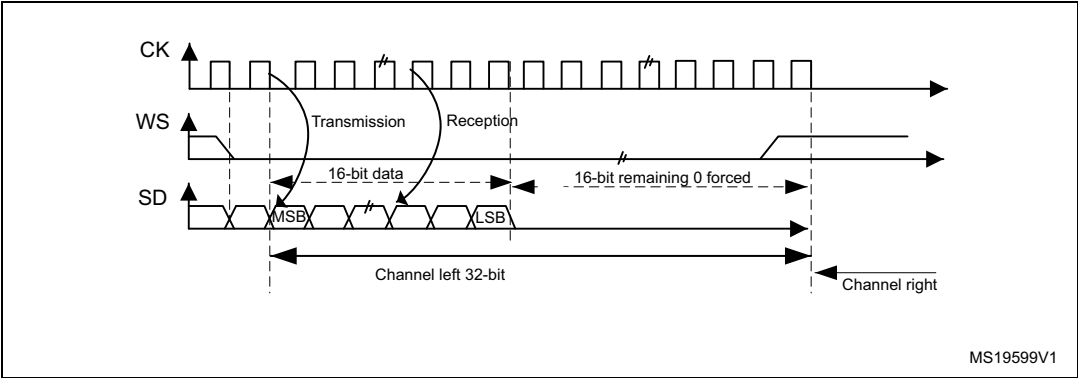 CK
Transmission
Reception
WS
16-bit data
16-bit remaining 0 forced
SD
MSB
LSB
Channel left 32-bit
Channel right
MS19599V1